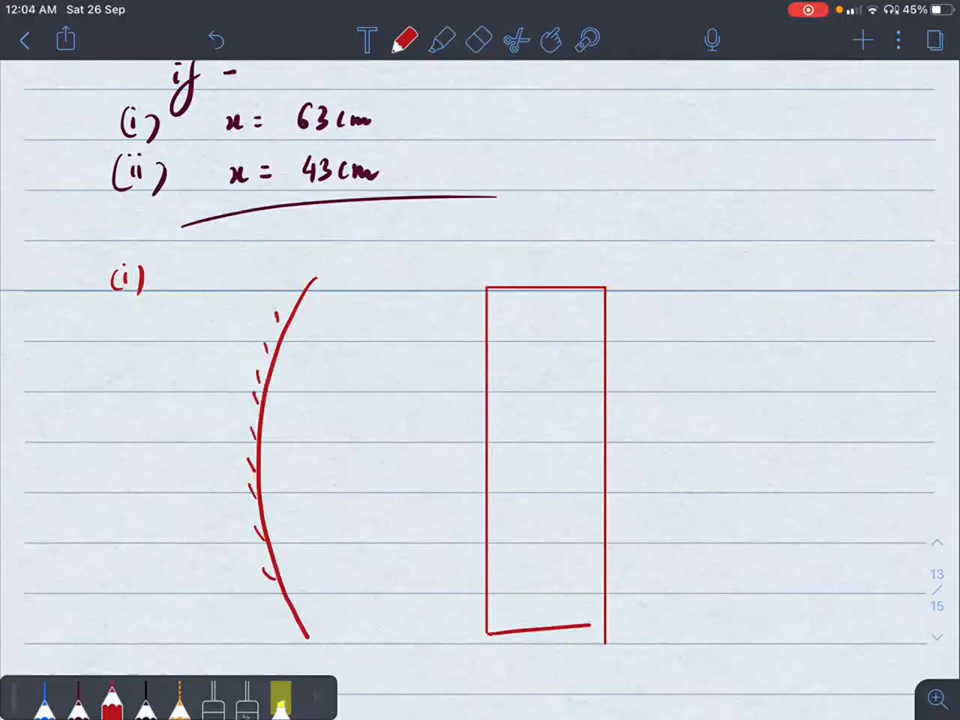 12:04 AM Sat 26 Sep 45%
if -
(i) x = 63 cm
(ii) x = 43 cm
(i)
13
/
15